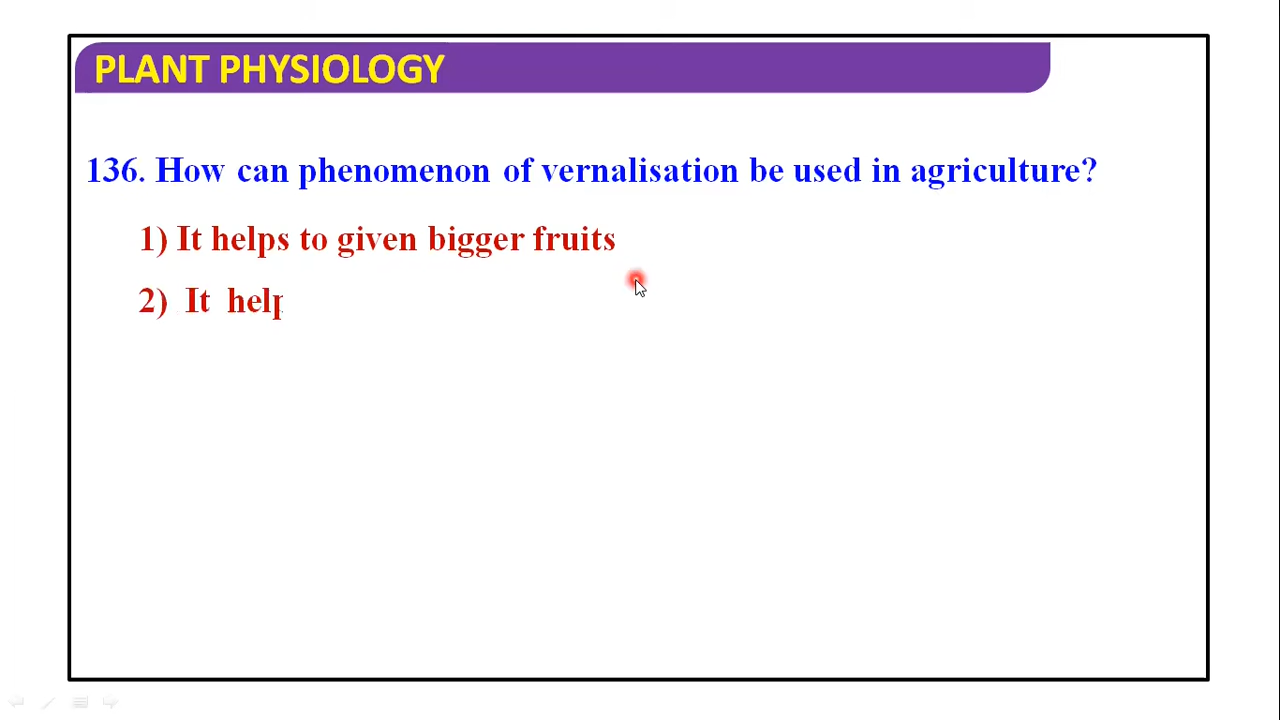 PLANT PHYSIOLOGY
136. How can phenomenon of vernalisation be used in agriculture?
1) It helps to given bigger fruits
2) It help